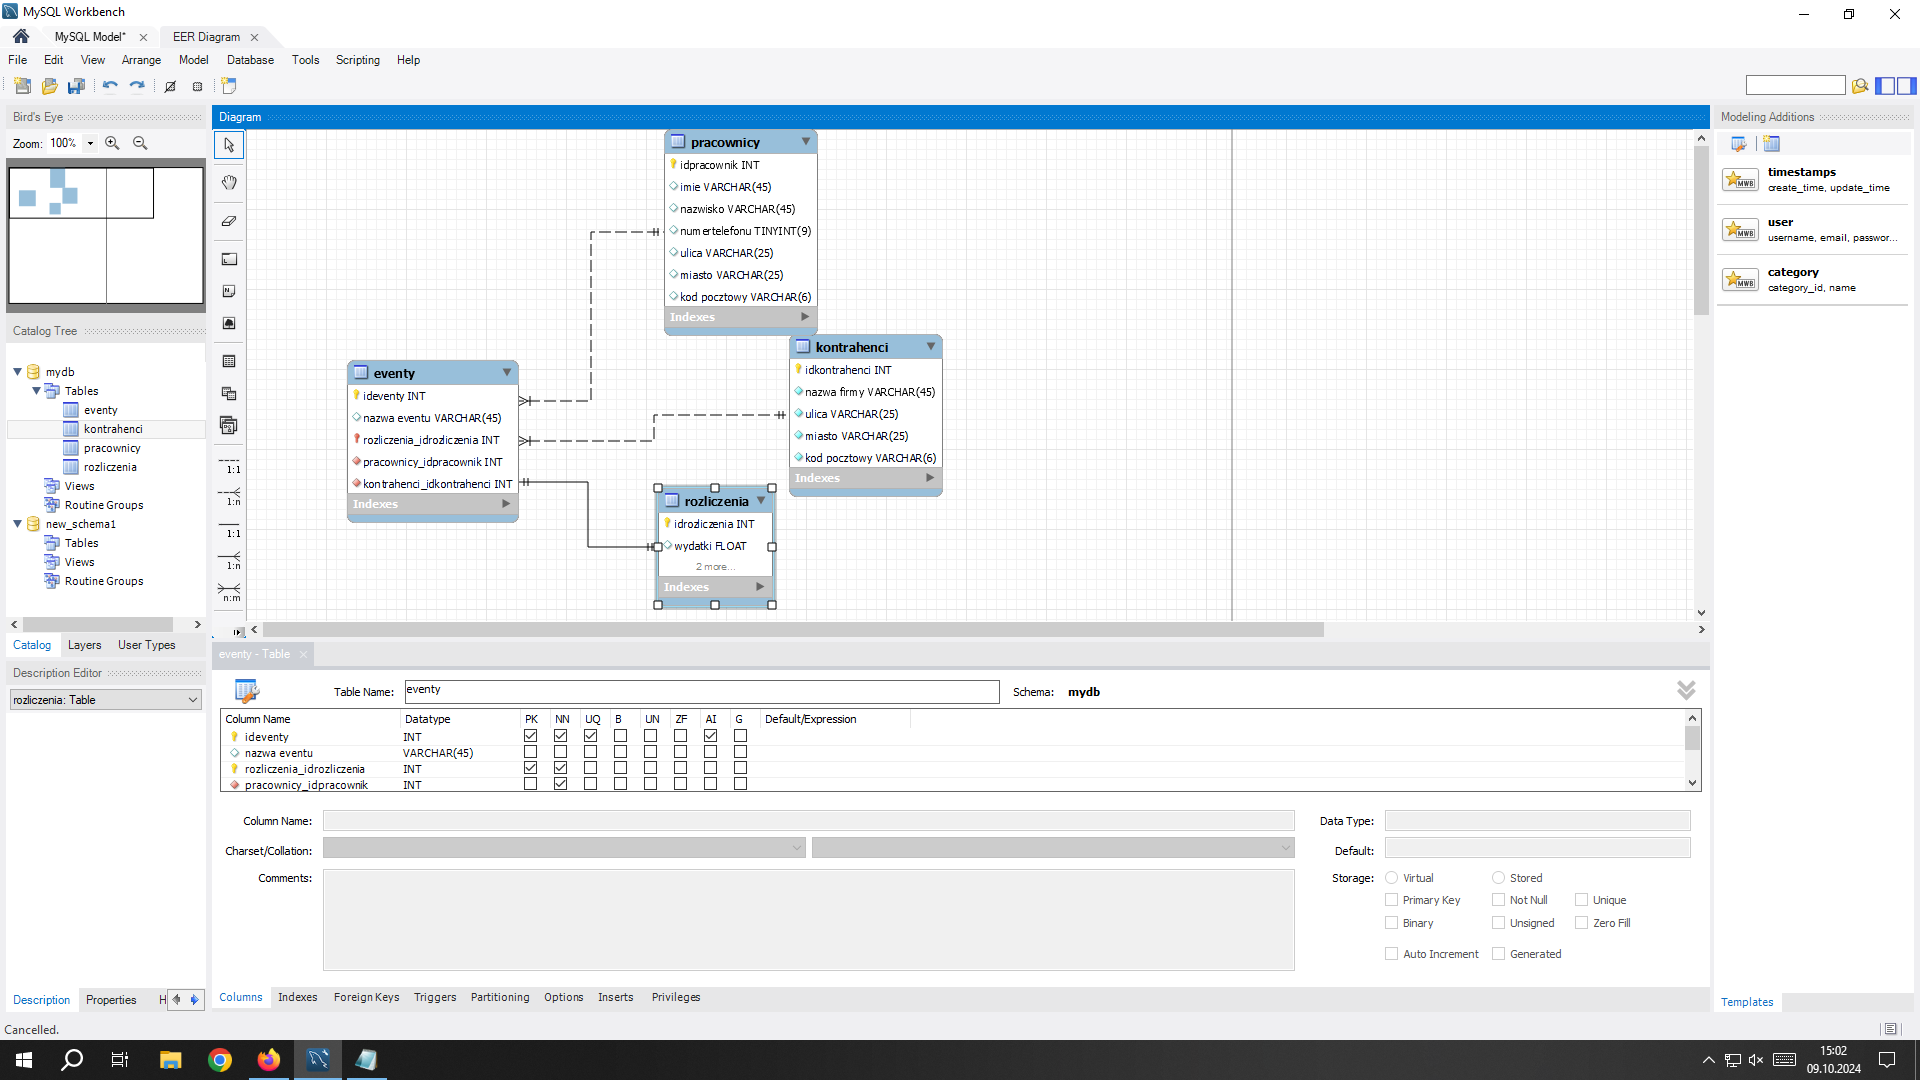 MySQL Workbench
MySQL Model*
EER Diagram
File Edit View Arrange Model Database Tools Scripting Help
Bird's Eye
Zoom: 100%
Catalog Tree
mydb
Tables
eventy
kontrahenci
pracownicy
rozliczenia
Views
Routine Groups
new_schema1
Tables
Views
Routine Groups
Catalog Layers User Types
Description Editor
rozliczenia: Table
Description Properties H
Cancelled.
Diagram
1:1
1:n
1:1
1:n
n:m
pracownicy
idpracownik INT
imie VARCHAR(45)
nazwisko VARCHAR(45)
numertelefonu TINYINT(9)
ulica VARCHAR(25)
miasto VARCHAR(25)
kod pocztowy VARCHAR(6)
Indexes
kontrahenci
idkontrahenci INT
nazwa firmy VARCHAR(45)
ulica VARCHAR(25)
miasto VARCHAR(25)
kod pocztowy VARCHAR(6)
Indexes
eventy
ideventy INT
nazwa eventu VARCHAR(45)
rozliczenia_idrozliczenia INT
pracownicy_idpracownik INT
kontrahenci_idkontrahenci INT
Indexes
rozliczenia
idrozliczenia INT
wydatki FLOAT
2 more...
Indexes
eventy - Table
Table Name: eventy Schema: mydb
Column Name Datatype PK NN UQ B UN ZF AI G Default/Expression
ideventy INT
nazwa eventu VARCHAR(45)
rozliczenia_idrozliczenia INT
pracownicy_idpracownik INT
Column Name: Data Type:
Charset/Collation: Default:
Comments: Storage: Virtual Stored
Primary Key Not Null Unique
Binary Unsigned Zero Fill
Auto Increment Generated
Columns Indexes Foreign Keys Triggers Partitioning Options Inserts Privileges
Modeling Additions
MWB
timestamps
create_time, update_time
MWB
user
username, email, passwor...
MWB
category
category_id, name
Templates
15:02
09.10.2024